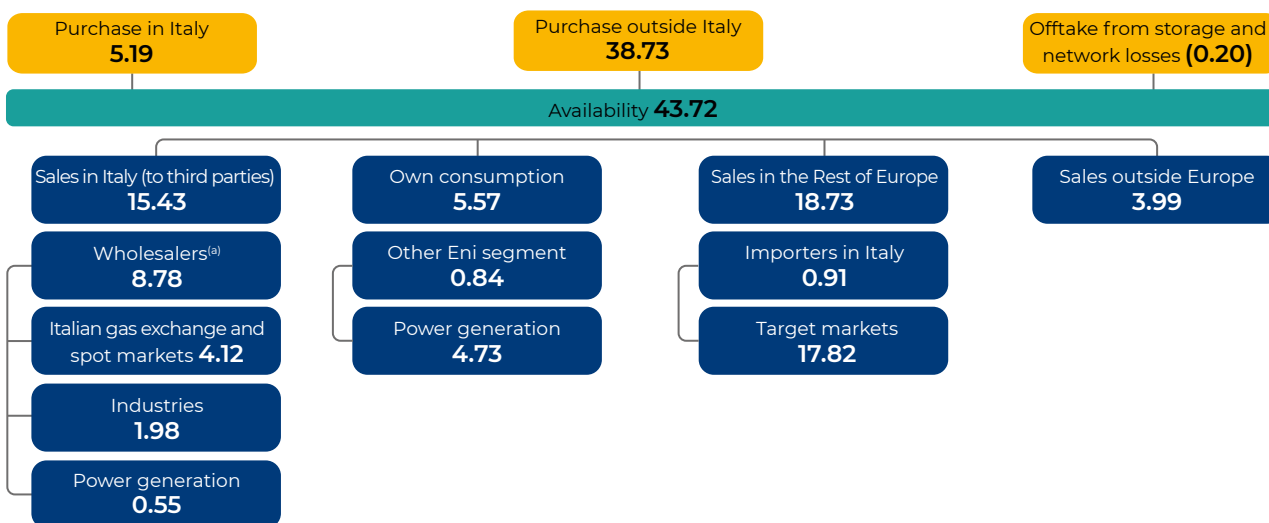 Purchase in Italy
5.19
Purchase outside Italy
38.73
Offtake from storage and
network losses (0.20)
Availability 43.72
Sales in Italy (to third parties)
15.43
Own consumption
5.57
Sales in the Rest of Europe
18.73
Sales outside Europe
3.99
Wholesalers(a)
8.78
Other Eni segment
0.84
Importers in Italy
0.91
Italian gas exchange and
spot markets 4.12
Power generation
4.73
Target markets
17.82
Industries
1.98
Power generation
0.55